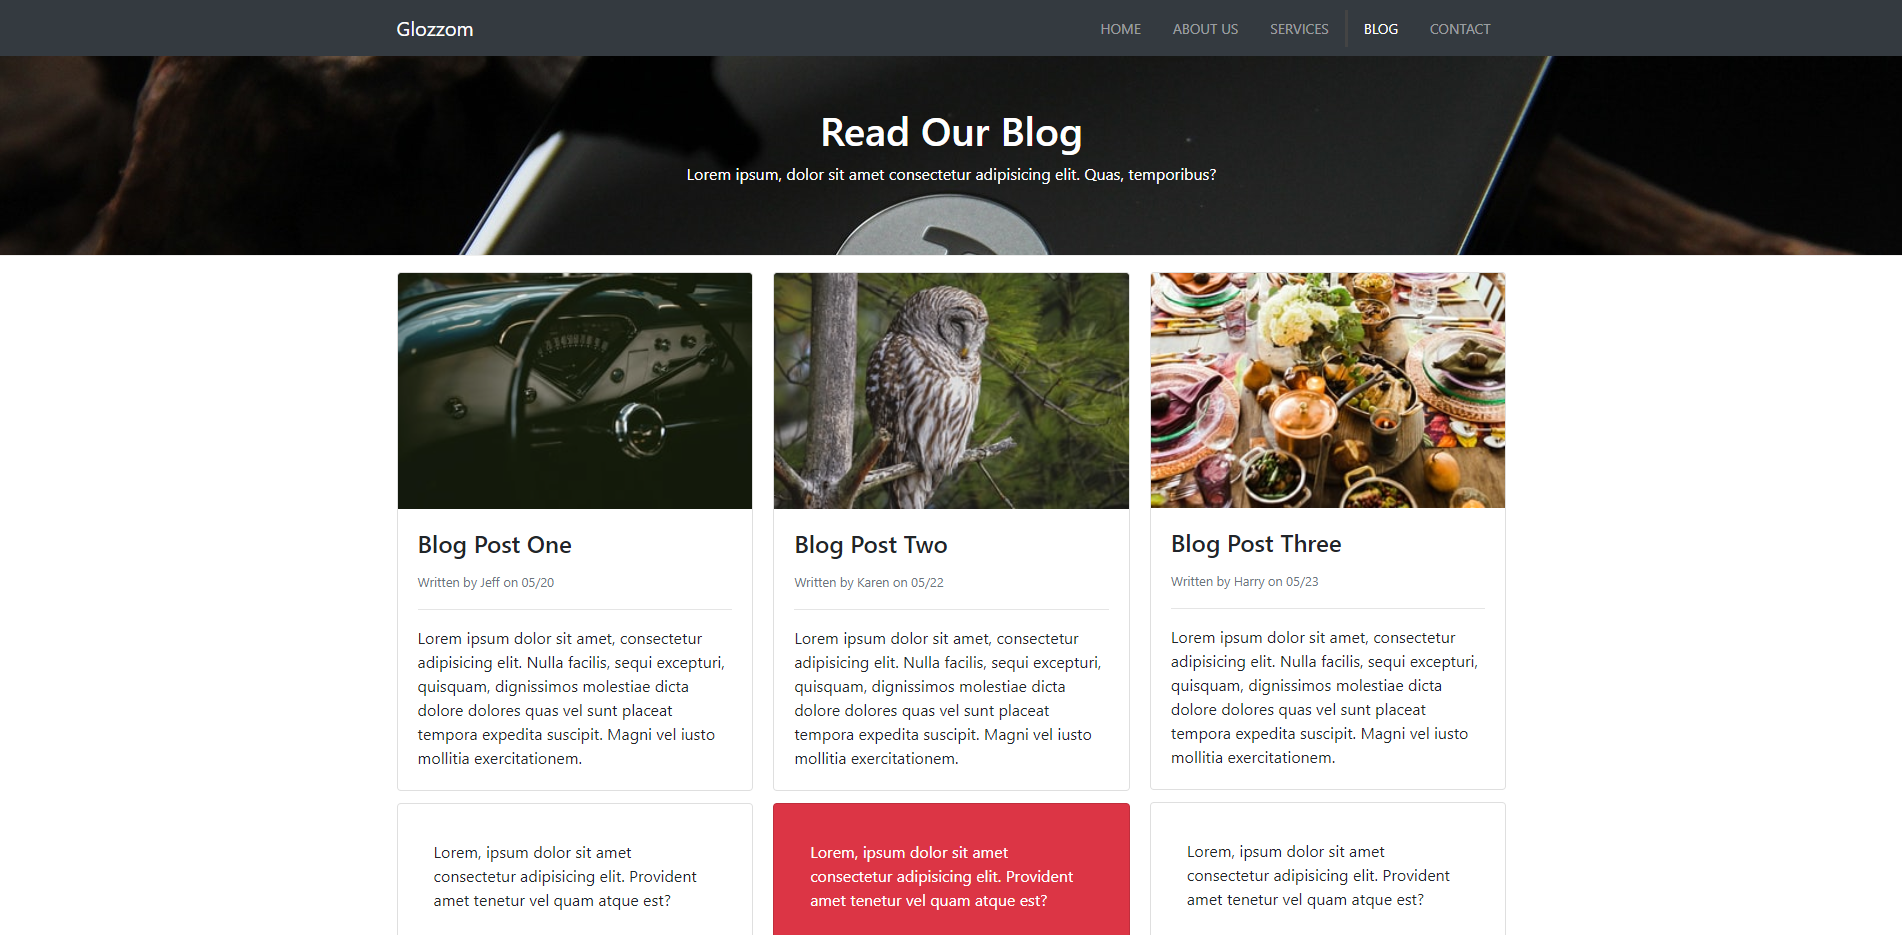 Glozzom
HOME ABOUT US SERVICES BLOG CONTACT
Read Our Blog
Lorem ipsum, dolor sit amet consectetur adipisicing elit. Quas, temporibus?
Blog Post One
Written by Jeff on 05/20
Lorem ipsum dolor sit amet, consectetur
adipisicing elit. Nulla facilis, sequi excepturi,
quisquam, dignissimos molestiae dicta
dolore dolores quas vel sunt placeat
tempora expedita suscipit. Magni vel iusto
mollitia exercitationem.
Blog Post Two
Written by Karen on 05/22
Lorem ipsum dolor sit amet, consectetur
adipisicing elit. Nulla facilis, sequi excepturi,
quisquam, dignissimos molestiae dicta
dolore dolores quas vel sunt placeat
tempora expedita suscipit. Magni vel iusto
mollitia exercitationem.
Blog Post Three
Written by Harry on 05/23
Lorem ipsum dolor sit amet, consectetur
adipisicing elit. Nulla facilis, sequi excepturi,
quisquam, dignissimos molestiae dicta
dolore dolores quas vel sunt placeat
tempora expedita suscipit. Magni vel iusto
mollitia exercitationem.
Lorem, ipsum dolor sit amet
consectetur adipisicing elit. Provident
amet tenetur vel quam atque est?
Lorem, ipsum dolor sit amet
consectetur adipisicing elit. Provident
amet tenetur vel quam atque est?
Lorem, ipsum dolor sit amet
consectetur adipisicing elit. Provident
amet tenetur vel quam atque est?